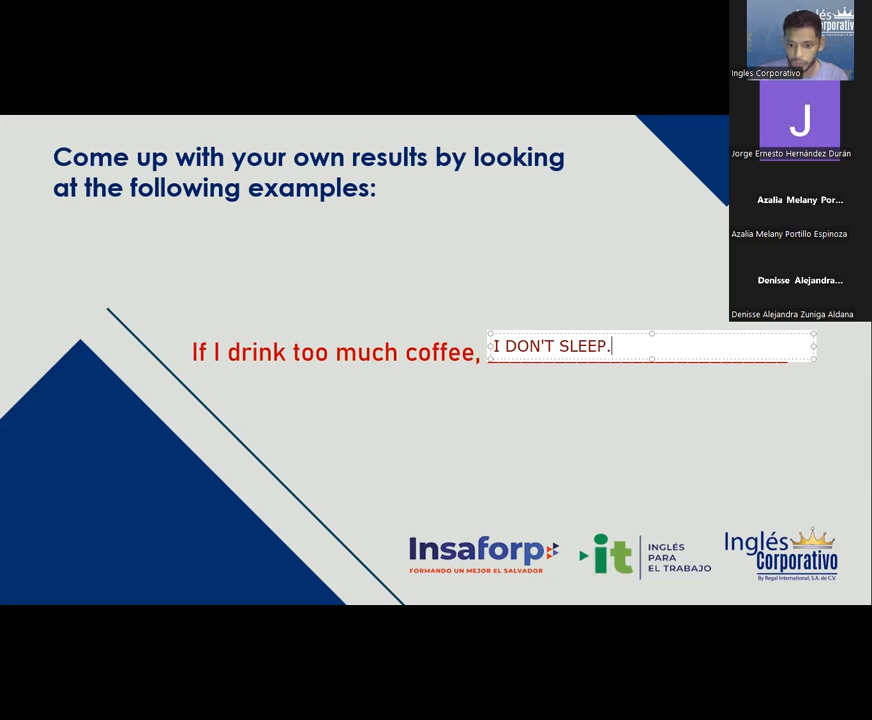 Inglés
Corporativo
Ingles Corporativo
J
Jorge Ernesto Hernández Durán
Azalia Melany Por...
Azalia Melany Portillo Espinoza
Denisse Alejandra...
Denisse Alejandra Zuniga Aldana
Come up with your own results by looking
at the following examples:
If I drink too much coffee, I DON'T SLEEP.
Insaforp
FORMANDO UN MEJOR EL SALVADOR
it
INGLÉS
PARA
EL TRABAJO
Inglés
Corporativo
By Regal International, S.A. de C.V.